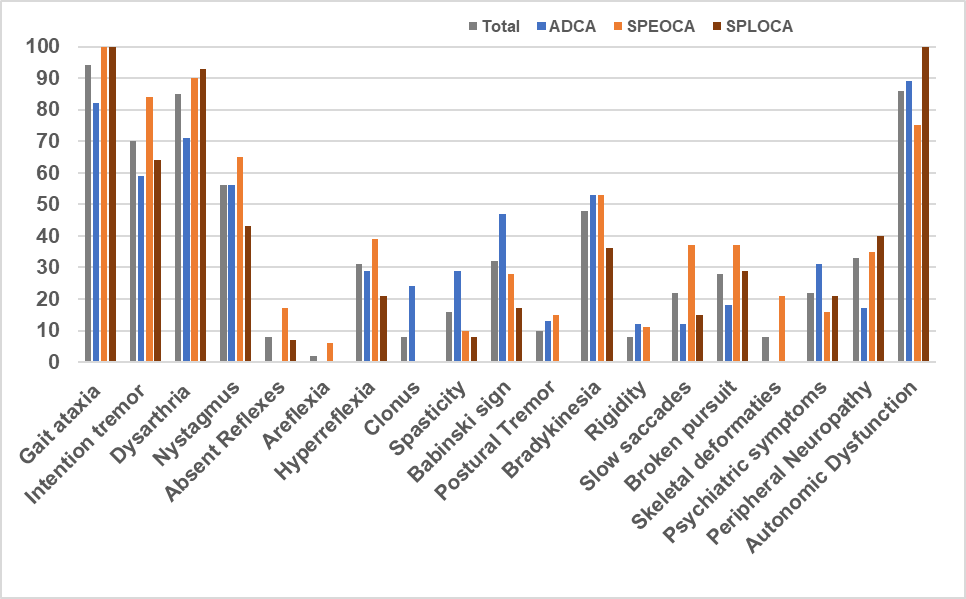 Total ADCA SPEOCA SPLOCA
100
90
80
70
60
50
40
30
20
10
0
Gait ataxia
Intention tremor
Dysarthria
Nystagmus
Absent Reflexes
Areflexia
Hyperreflexia
Clonus
Spasticity
Babinski sign
Postural Tremor
Bradykinesia
Rigidity
Slow saccades
Broken pursuit
Skeletal deformaties
Psychiatric symptoms
Peripheral Neuropathy
Autonomic Dysfunction